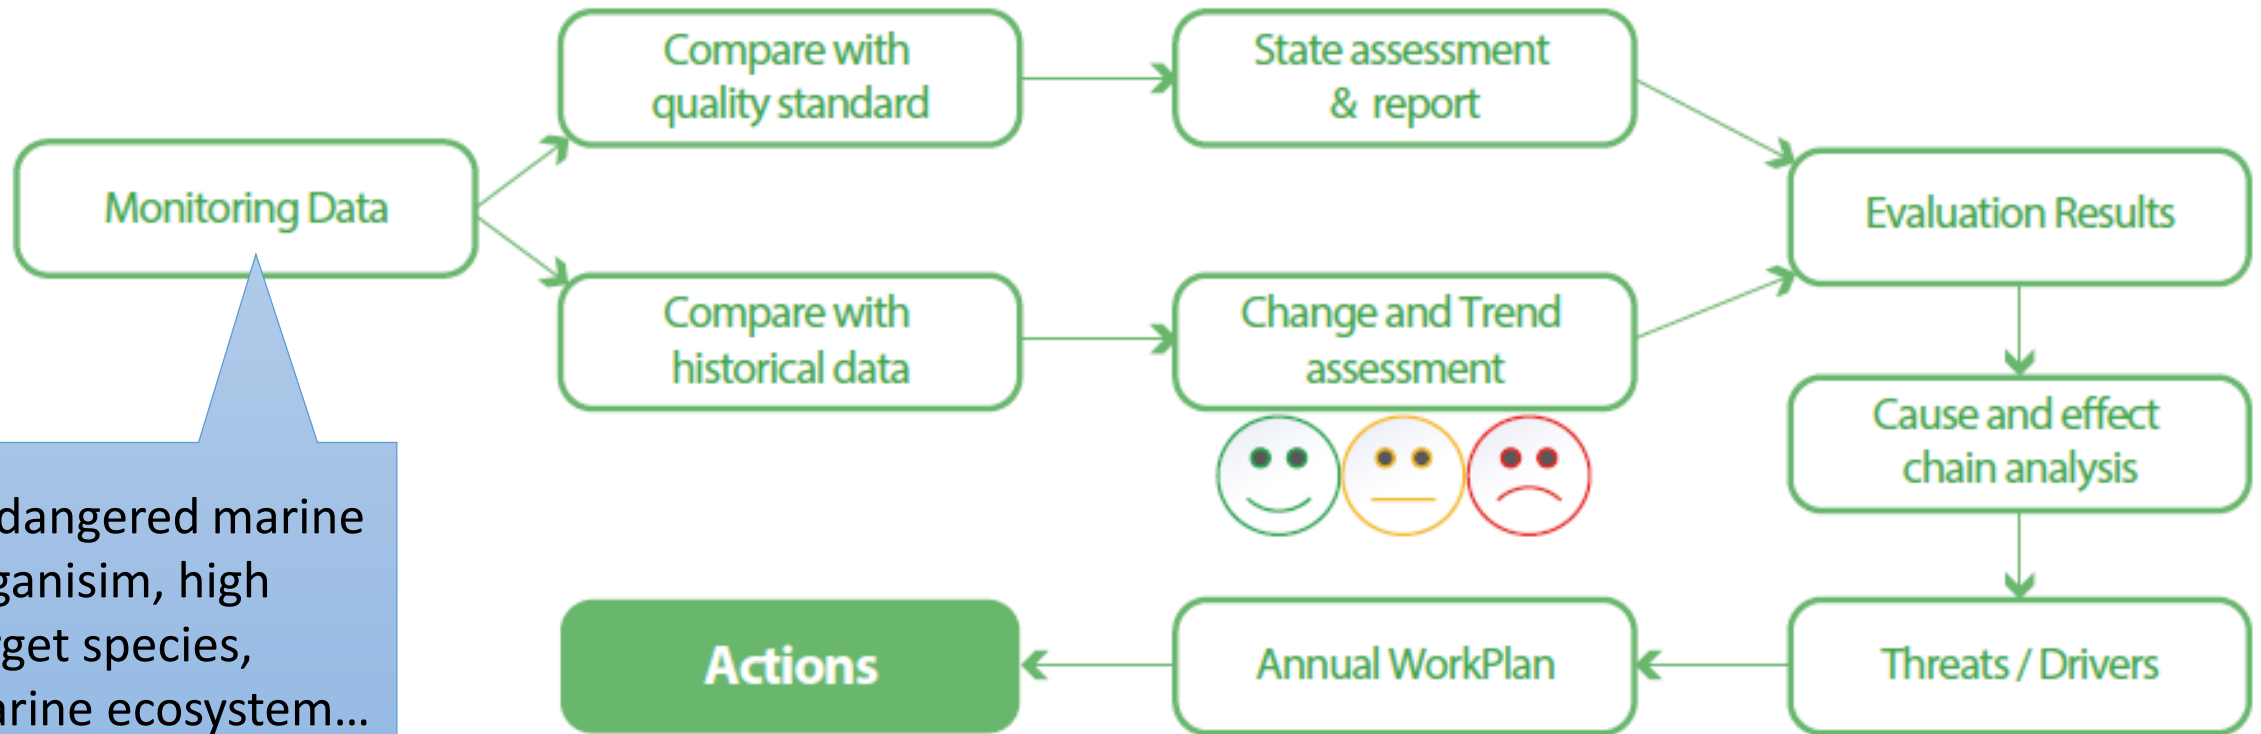 Compare with
quality standard
State assessment
& report
Monitoring Data
Evaluation Results
Compare with
historical data
Change and Trend
assessment
Cause and effect
chain analysis
dangered marine
ganisim, high
get species,
arine ecosystem…
Actions
Annual WorkPlan
Threats / Drivers